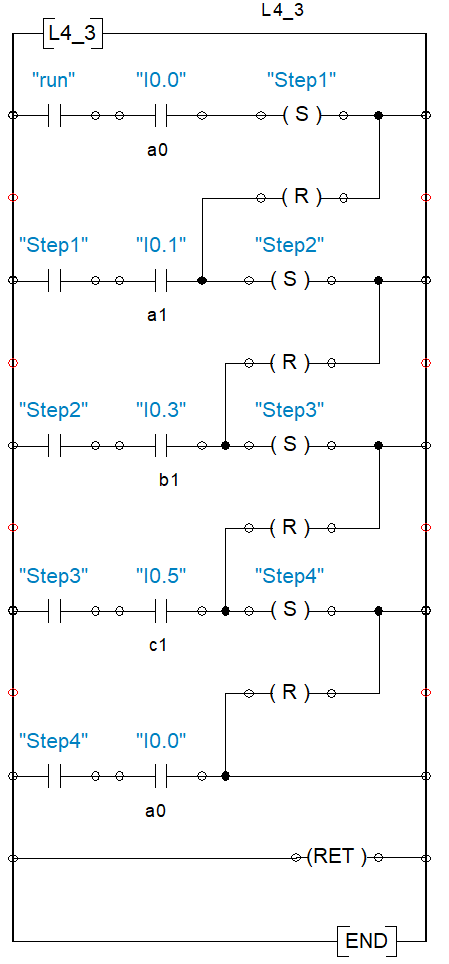 L4_3
L4_3
"run" "I0.0" "Step1"
( S )
a0
( R )
"Step1" "I0.1" "Step2"
( S )
a1
( R )
"Step2" "I0.3" "Step3"
( S )
b1
( R )
"Step3" "I0.5" "Step4"
( S )
c1
( R )
"Step4" "I0.0"
a0
(RET )
END